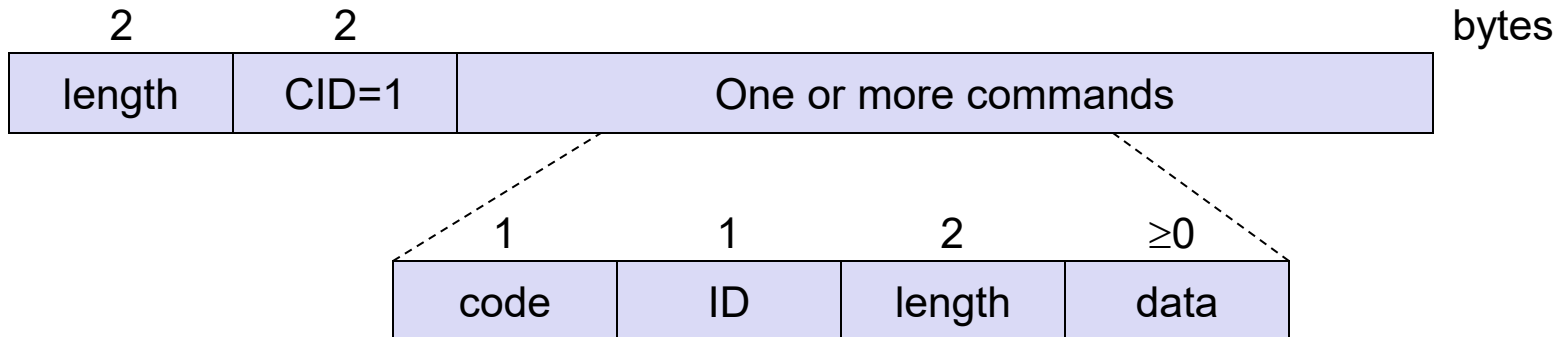 2 2 bytes
length CID=1 One or more commands
1 1 2 ≥0
code ID length data